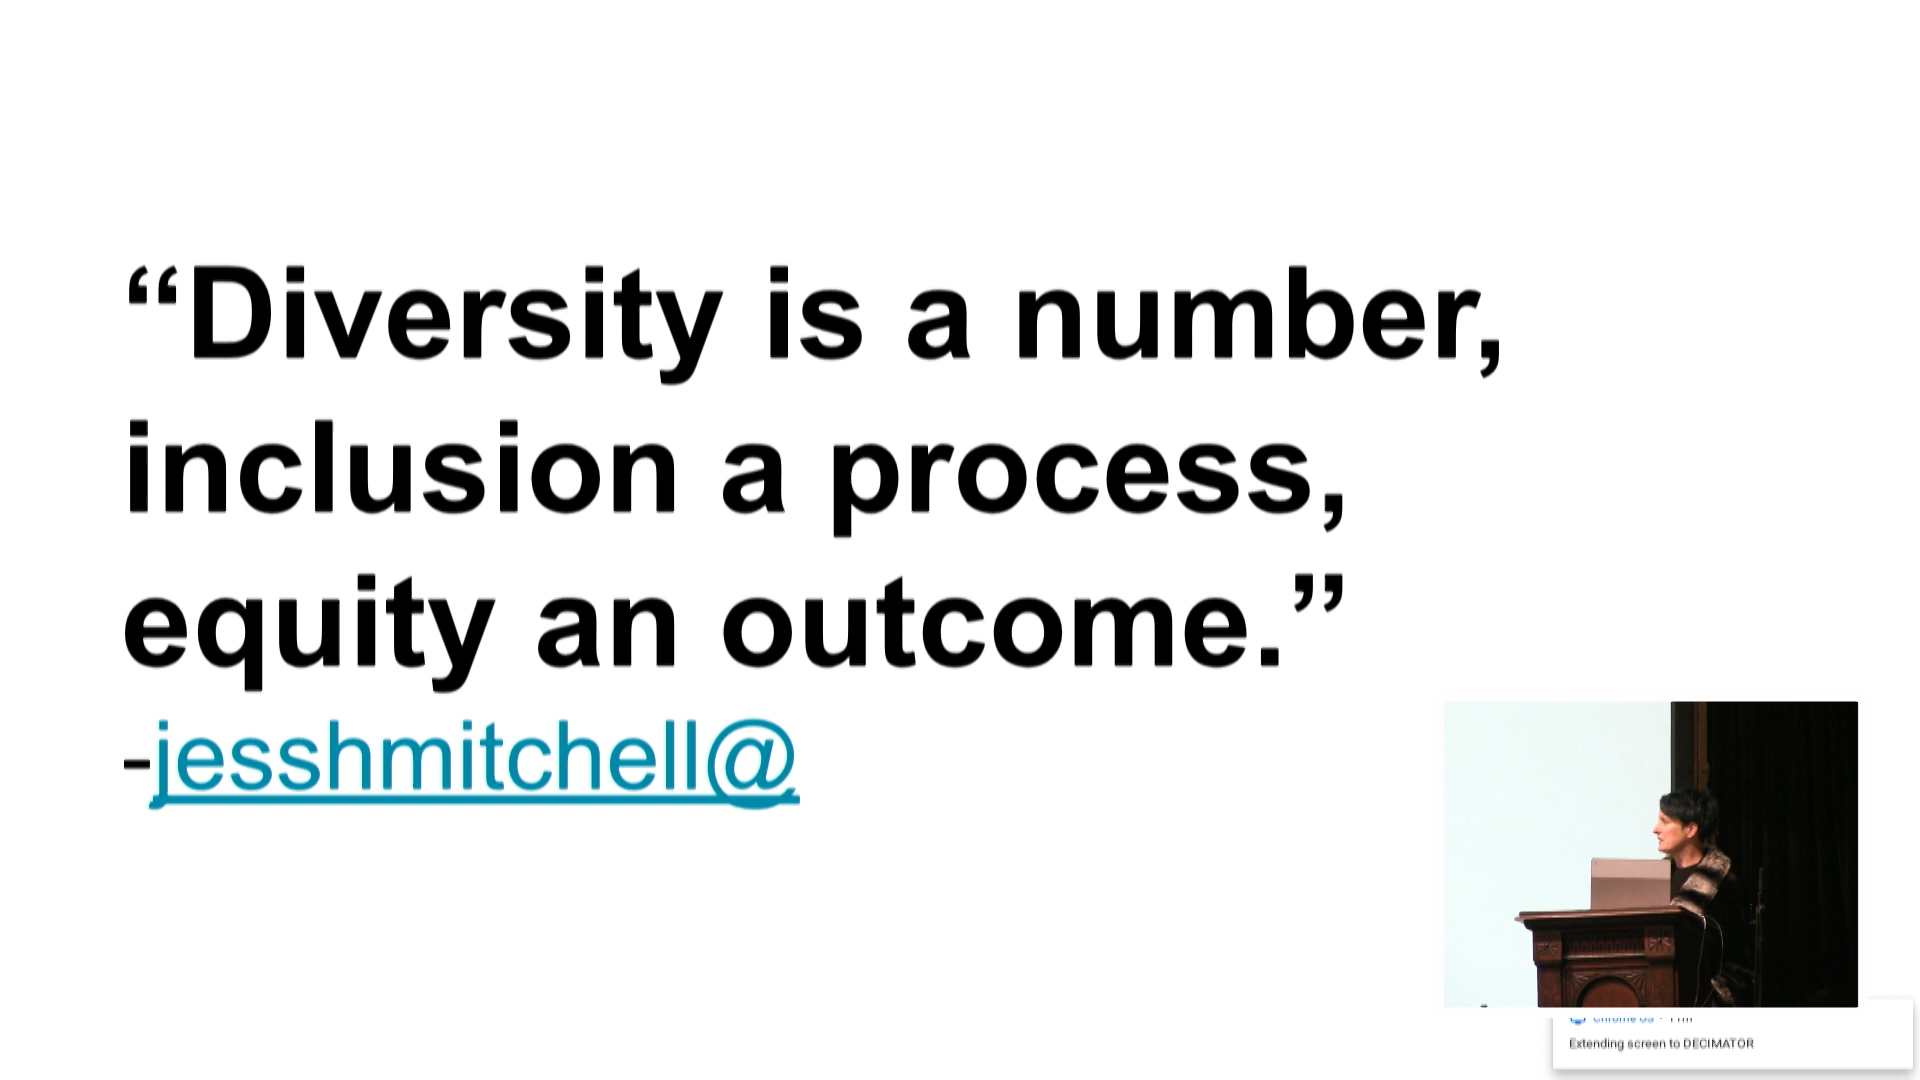 “Diversity is a number,
inclusion a process,
equity an outcome.”
-jesshmitchell@
Extending screen to DECIMATOR